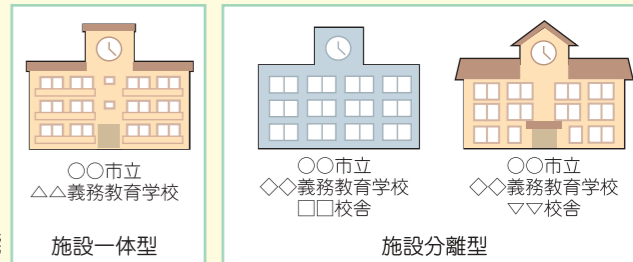 ○○市立
△△義務教育学校
施設一体型
○○市立
◇◇義務教育学校
□□校舎
○○市立
◇◇義務教育学校
▽▽校舎
施設分離型